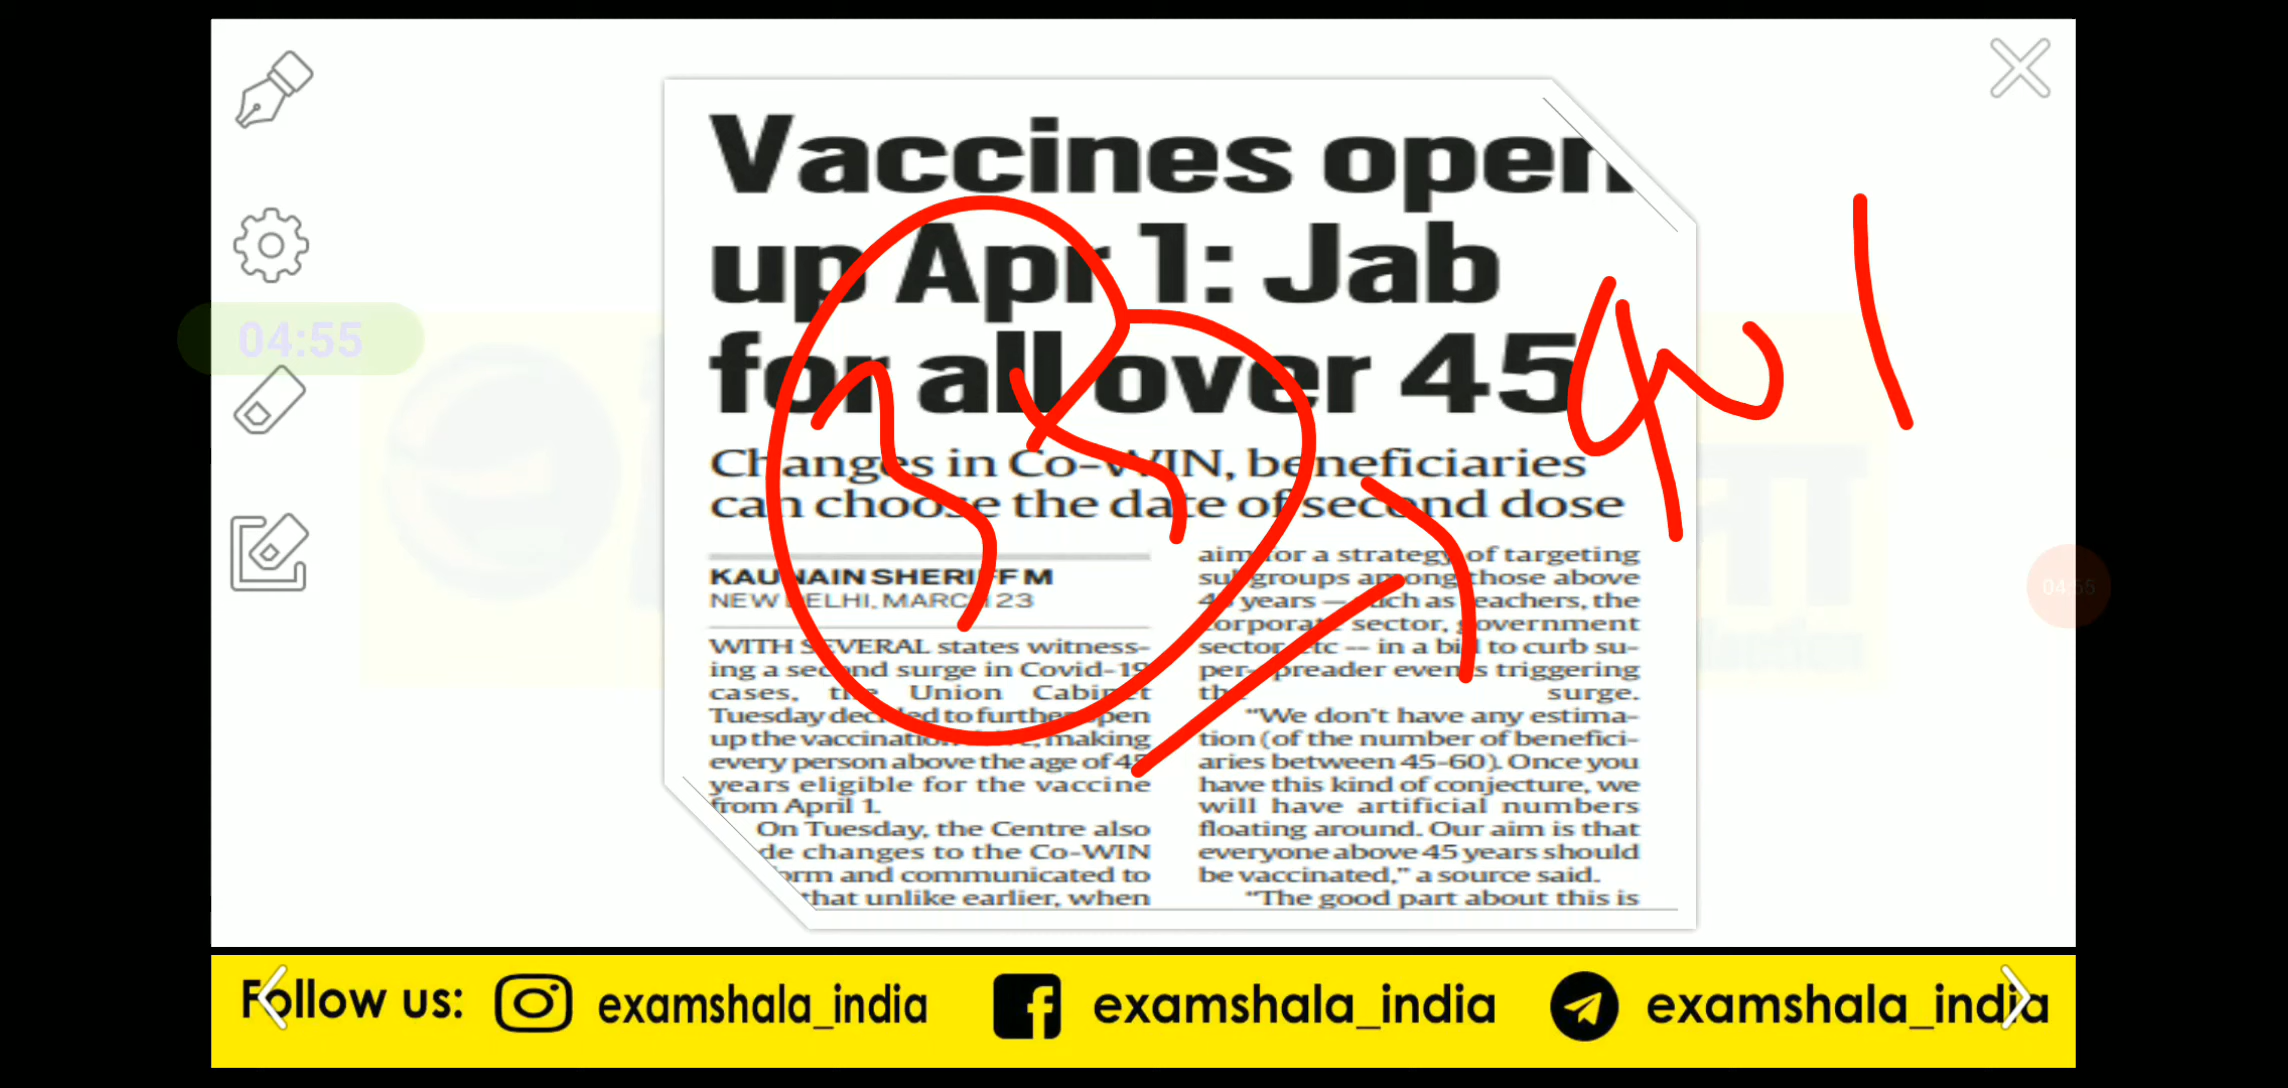 Vaccines open
up Apr 1: Jab
for all over 45
Changes in Co-WIN, beneficiaries
can choose the date of second dose
KAUNAIN SHERIFF M
NEW DELHI, MARCH 23
WITH SEVERAL states witness-
ing a second surge in Covid-19
cases, the Union Cabinet
Tuesday decided to further open
up the vaccination drive, making
every person above the age of 45
years eligible for the vaccine
from April 1.
On Tuesday, the Centre also
de changes to the Co-WIN
orm and communicated to
that unlike earlier, when
aim for a strategy of targeting
subgroups among those above
45 years — such as teachers, the
corporate sector, government
sector etc -- in a bid to curb su-
per-spreader events triggering
the surge.
"We don't have any estima-
tion (of the number of benefici-
aries between 45-60). Once you
have this kind of conjecture, we
will have artificial numbers
floating around. Our aim is that
everyone above 45 years should
be vaccinated," a source said.
"The good part about this is
04:55
04:55
Follow us: examshala_india examshala_india examshala_india